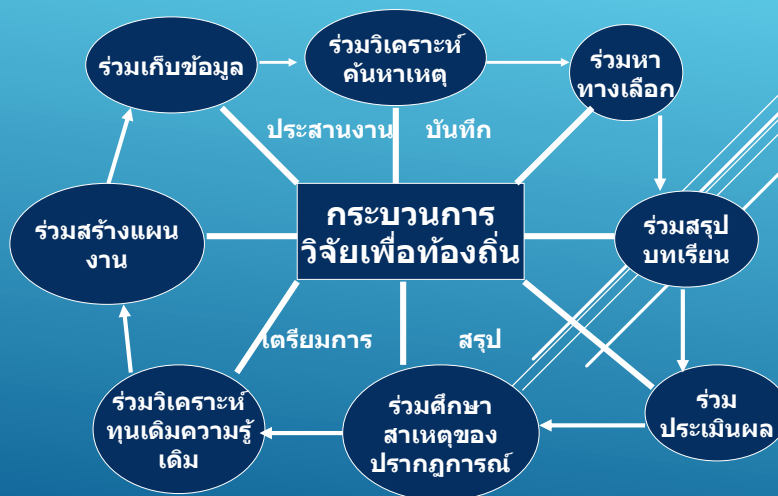 ร่วมเก็บข้อมูล
ร่วมวิเคราะห์
ค้นหาเหตุ
ร่วมหา
ทางเลือก
ประสานงาน
บันทึก
ร่วมสร้างแผน
งาน
กระบวนการ
วิจัยเพื่อท้องถิ่น
ร่วมสรุป
บทเรียน
เตรียมการ
สรุป
ร่วมวิเคราะห์
ทุนเดิมความรู้
เดิม
ร่วมศึกษา
สาเหตุของ
ปรากฎการณ์
ร่วม
ประเมินผล